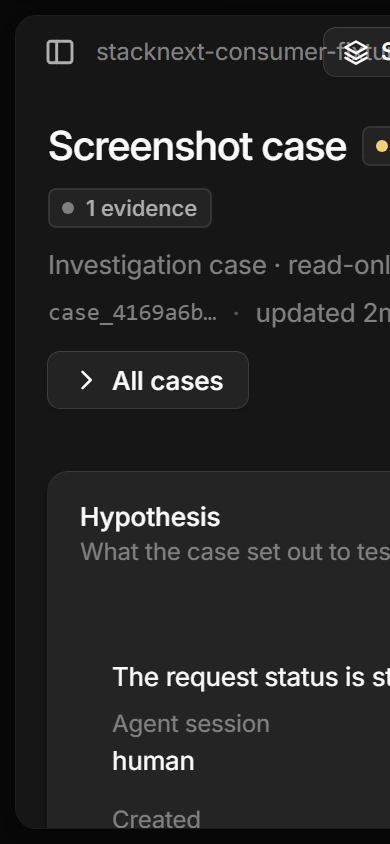 stacknext-consumer-fixtu
Screenshot case
1 evidence
Investigation case · read-onl
case_4169a6b… · updated 2m
All cases
Hypothesis
What the case set out to tes
The request status is st
Agent session
human
Created